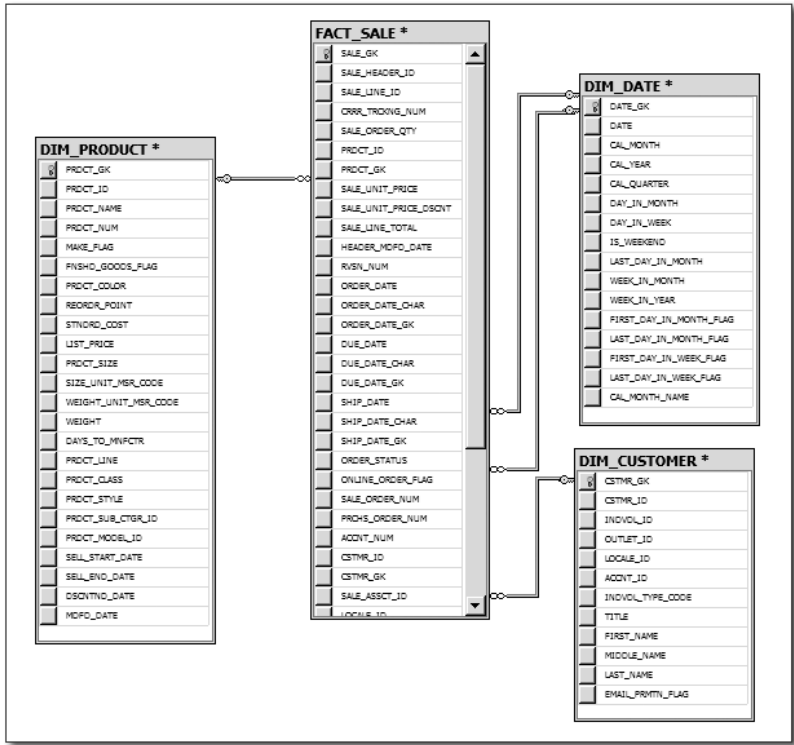 FACT_SALE *
SALE_GK
SALE_HEADER_ID
SALE_LINE_ID
CRRR_TRCKNG_NUM
SALE_ORDER_QTY
PRDCT_ID
PRDCT_GK
SALE_UNIT_PRICE
SALE_UNIT_PRICE_DSCNT
SALE_LINE_TOTAL
HEADER_MDFD_DATE
RVSN_NUM
ORDER_DATE
ORDER_DATE_CHAR
ORDER_DATE_GK
DUE_DATE
DUE_DATE_CHAR
DUE_DATE_GK
SHIP_DATE
SHIP_DATE_CHAR
SHIP_DATE_GK
ORDER_STATUS
ONLINE_ORDER_FLAG
SALE_ORDER_NUM
PRCHS_ORDER_NUM
ACCNT_NUM
CSTMR_ID
CSTMR_GK
SALE_ASSCT_ID
LOCALE_ID
DIM_PRODUCT *
PRDCT_GK
PRDCT_ID
PRDCT_NAME
PRDCT_NUM
MAKE_FLAG
FNSHD_GOODS_FLAG
PRDCT_COLOR
REORDR_POINT
STNDRD_COST
LIST_PRICE
PRDCT_SIZE
SIZE_UNIT_MSR_CODE
WEIGHT_UNIT_MSR_CODE
WEIGHT
DAYS_TO_MNFCTR
PRDCT_LINE
PRDCT_CLASS
PRDCT_STYLE
PRDCT_SUB_CTGR_ID
PRDCT_MODEL_ID
SELL_START_DATE
SELL_END_DATE
DSCNTND_DATE
MDFD_DATE
DIM_DATE *
DATE_GK
DATE
CAL_MONTH
CAL_YEAR
CAL_QUARTER
DAY_IN_MONTH
DAY_IN_WEEK
IS_WEEKEND
LAST_DAY_IN_MONTH
WEEK_IN_MONTH
WEEK_IN_YEAR
FIRST_DAY_IN_MONTH_FLAG
LAST_DAY_IN_MONTH_FLAG
FIRST_DAY_IN_WEEK_FLAG
LAST_DAY_IN_WEEK_FLAG
CAL_MONTH_NAME
DIM_CUSTOMER *
CSTMR_GK
CSTMR_ID
INDVDL_ID
OUTLET_ID
LOCALE_ID
ACCNT_ID
INDVDL_TYPE_CODE
TITLE
FIRST_NAME
MIDDLE_NAME
LAST_NAME
EMAIL_PRMTN_FLAG